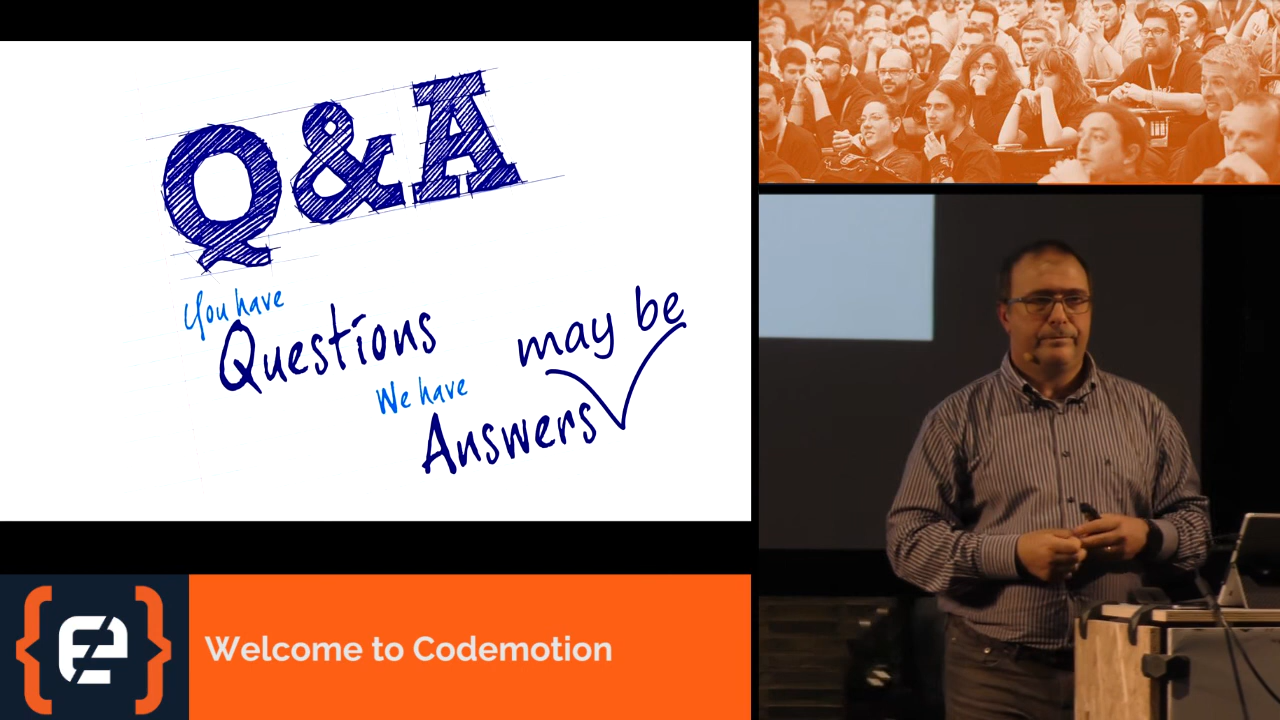 Q&A
You have
Questions
may be
We have
Answers
Welcome to Codemotion